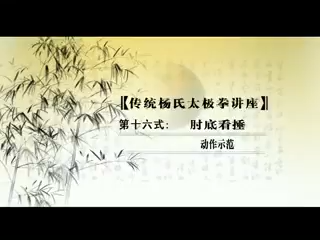 【传统杨氏太极拳讲座】
第十六式： 肘底看捶
动作示范